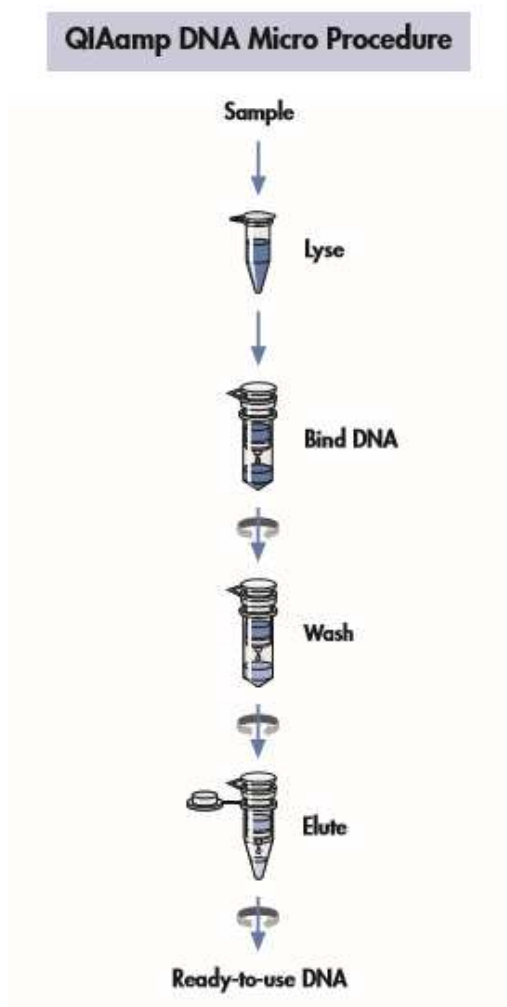 QIAamp DNA Micro Procedure
Sample
Lyse
Bind DNA
Wash
Elute
Ready-to-use DNA